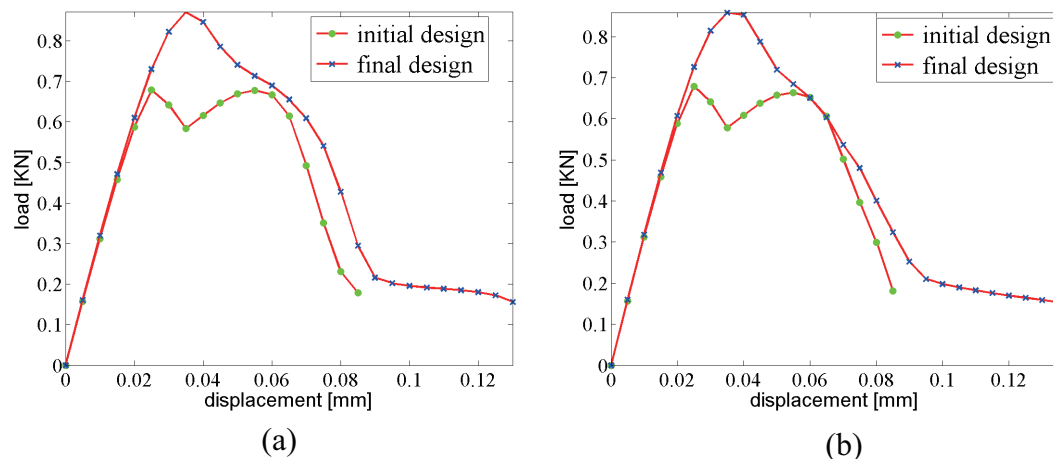 0.8
0.7
0.6
0.5
0.4
0.3
0.2
0.1
0
load [KN]
initial design
final design
0 0.02 0.04 0.06 0.08 0.1 0.12
displacement [mm]
(a)
0.8
0.7
0.6
0.5
0.4
0.3
0.2
0.1
0
load [KN]
initial design
final design
0 0.02 0.04 0.06 0.08 0.1 0.12
displacement [mm]
(b)